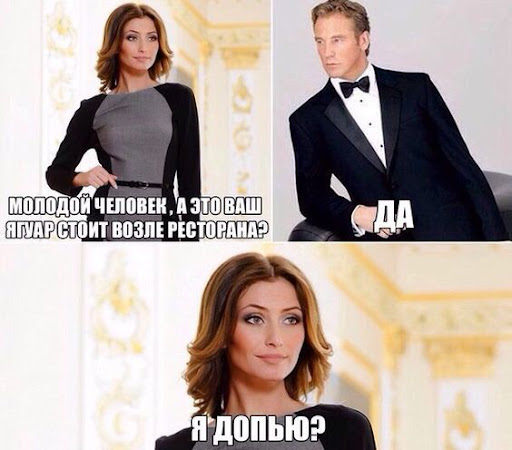 МОЛОДОЙ ЧЕЛОВЕК, А ЭТО ВАШ
ЯГУАР СТОИТ ВОЗЛЕ РЕСТОРАНА?
ДА
Я ДОПЬЮ?